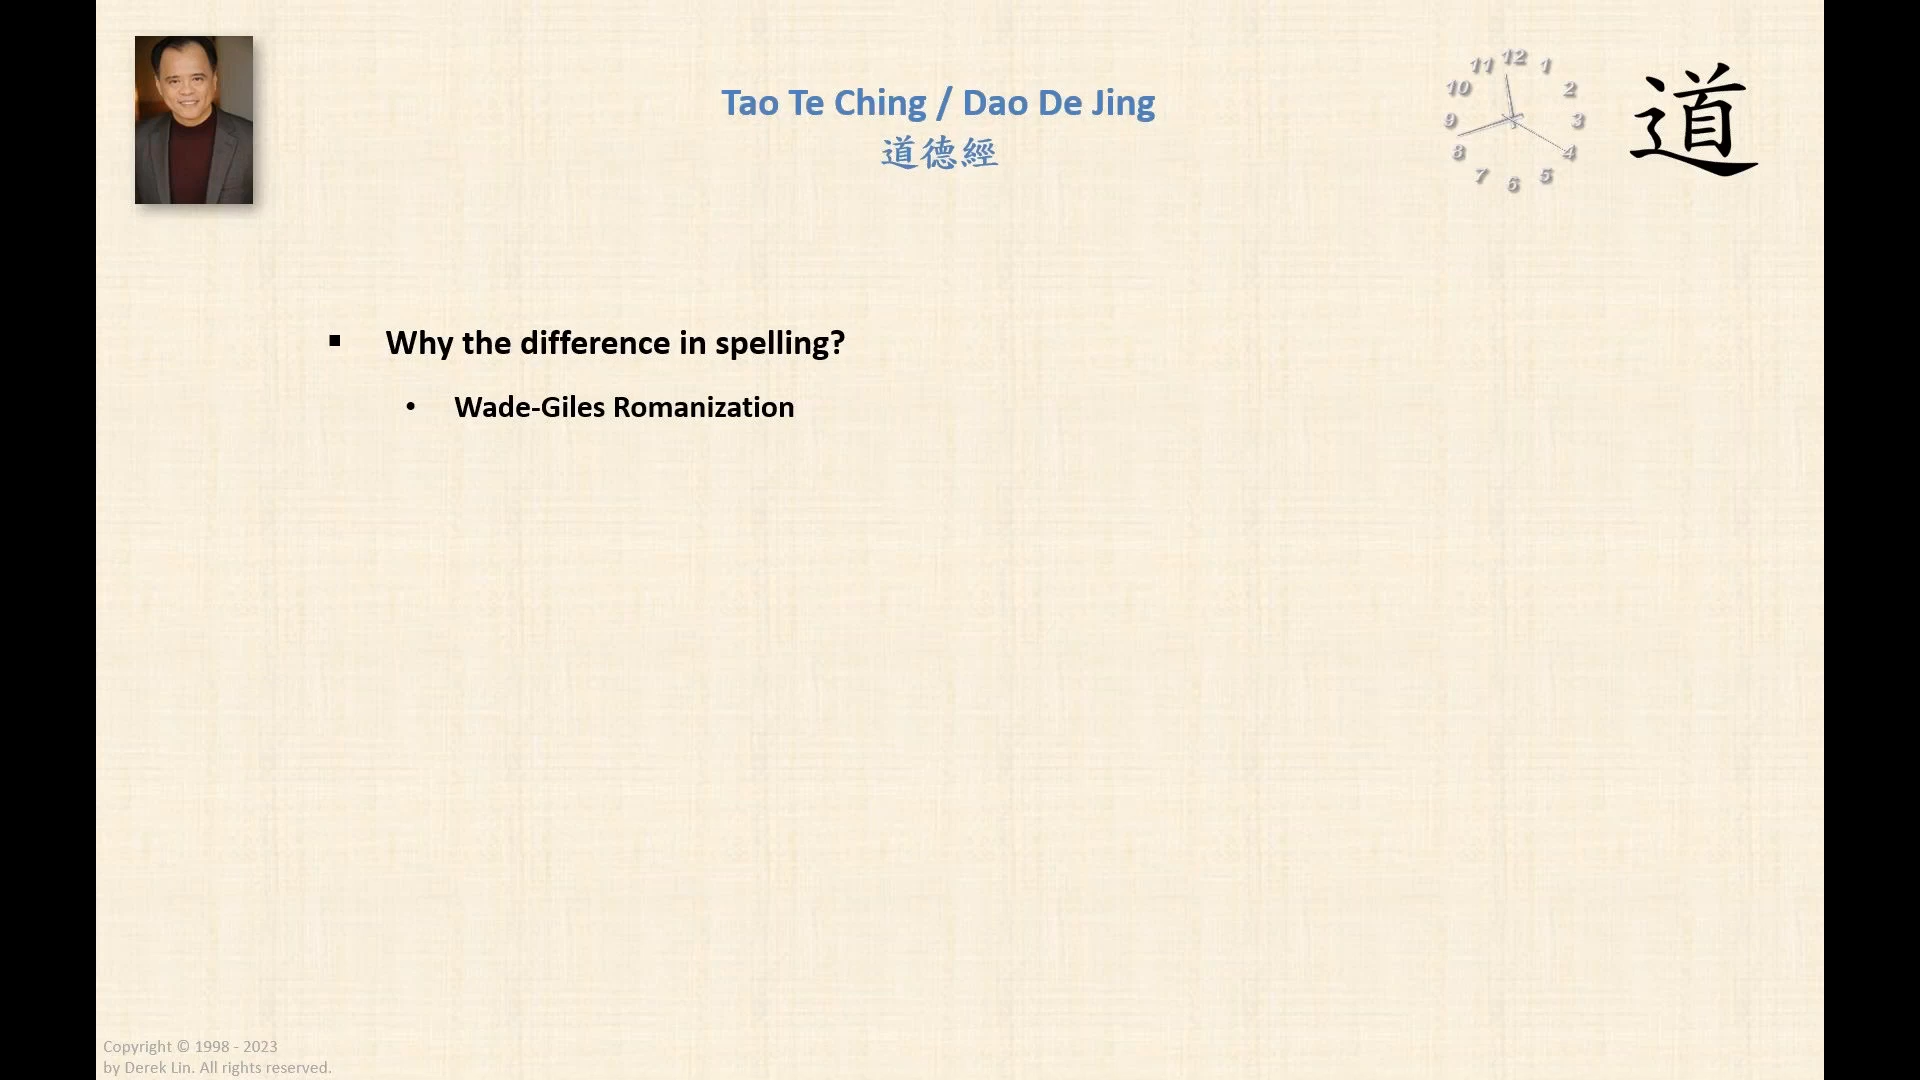 Tao Te Ching / Dao De Jing
道德經
12
11
1
10
2
9
3
8
4
7
5
6
道
▪ Why the difference in spelling?
• Wade-Giles Romanization
Copyright © 1998 - 2023
by Derek Lin. All rights reserved.